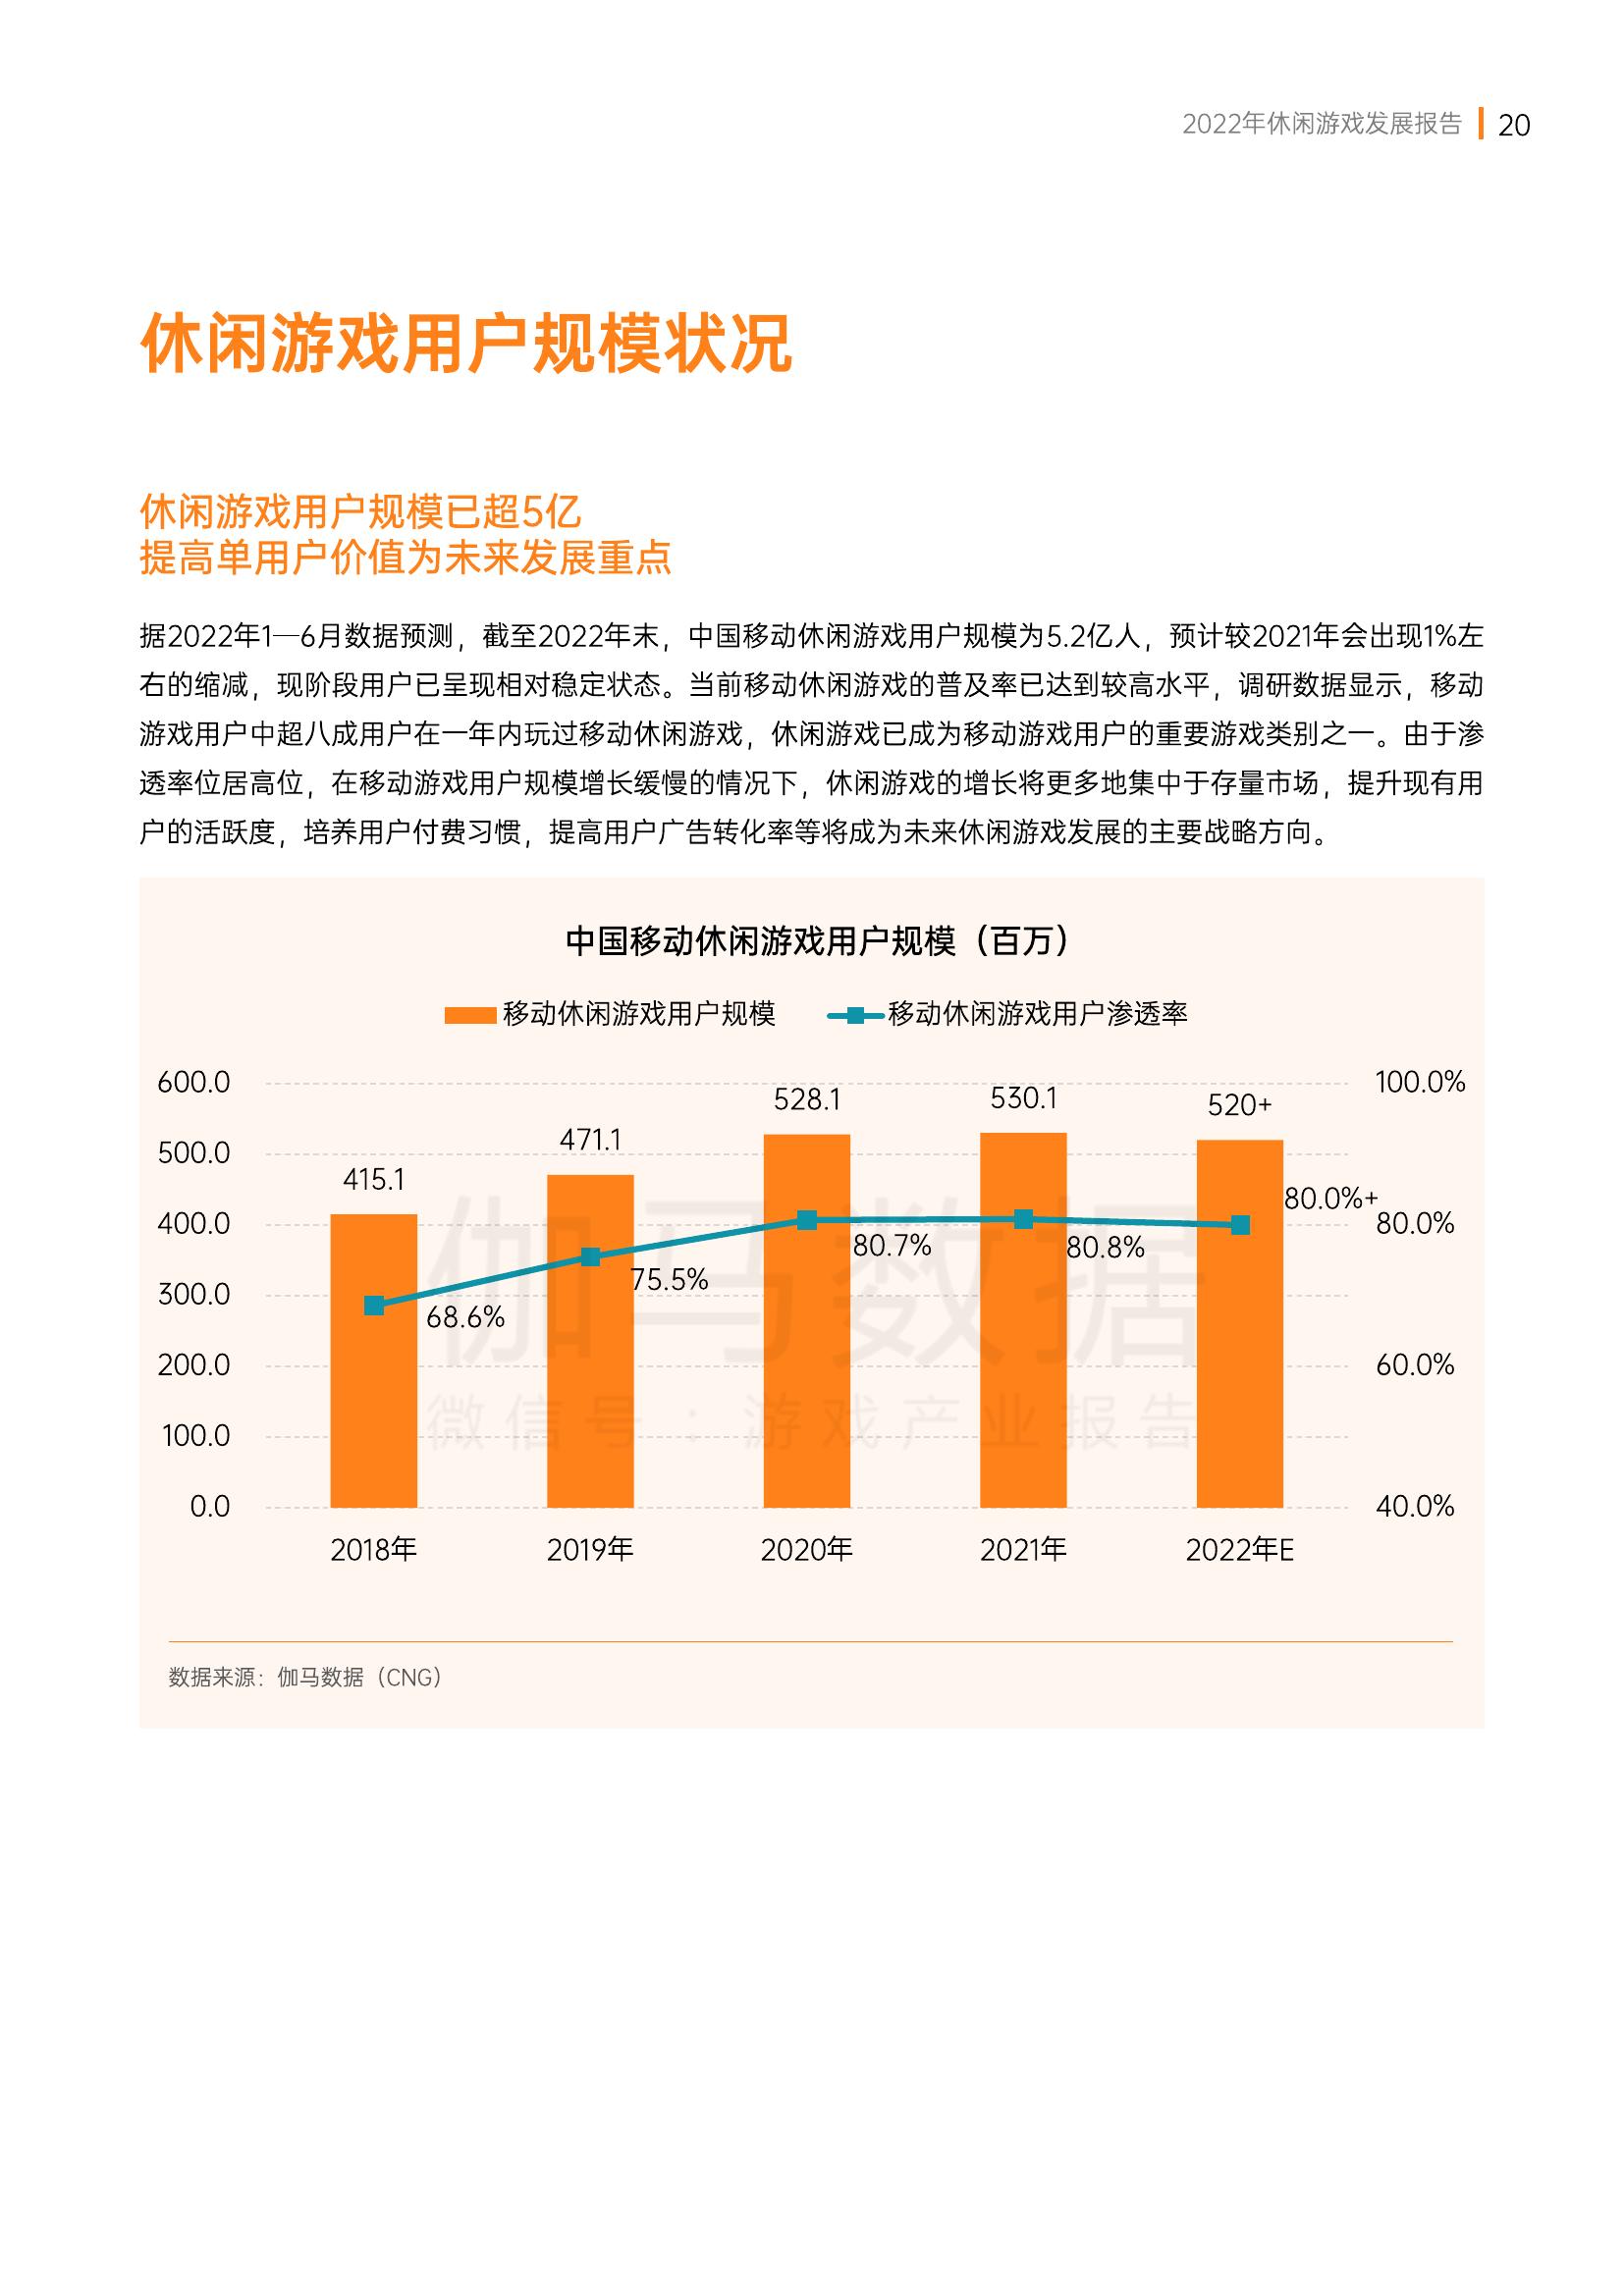 2022年休闲游戏发展报告 20
休闲游戏用户规模状况
休闲游戏用户规模已超5亿
提高单用户价值为未来发展重点
据2022年1—6月数据预测，截至2022年末，中国移动休闲游戏用户规模为5.2亿人，预计较2021年会出现1%左
右的缩减，现阶段用户已呈现相对稳定状态。当前移动休闲游戏的普及率已达到较高水平，调研数据显示，移动
游戏用户中超八成用户在一年内玩过移动休闲游戏，休闲游戏已成为移动游戏用户的重要游戏类别之一。由于渗
透率位居高位，在移动游戏用户规模增长缓慢的情况下，休闲游戏的增长将更多地集中于存量市场，提升现有用
户的活跃度，培养用户付费习惯，提高用户广告转化率等将成为未来休闲游戏发展的主要战略方向。
中国移动休闲游戏用户规模（百万）
移动休闲游戏用户规模 移动休闲游戏用户渗透率
600.0 100.0%
528.1 530.1 520+
500.0 471.1
415.1
400.0 80.0%+ 80.0%
80.7% 80.8%
300.0 68.6% 75.5%
200.0 60.0%
100.0
0.0 40.0%
2018年 2019年 2020年 2021年 2022年E
伽马数据
微信号：游戏产业报告
数据来源：伽马数据（CNG）